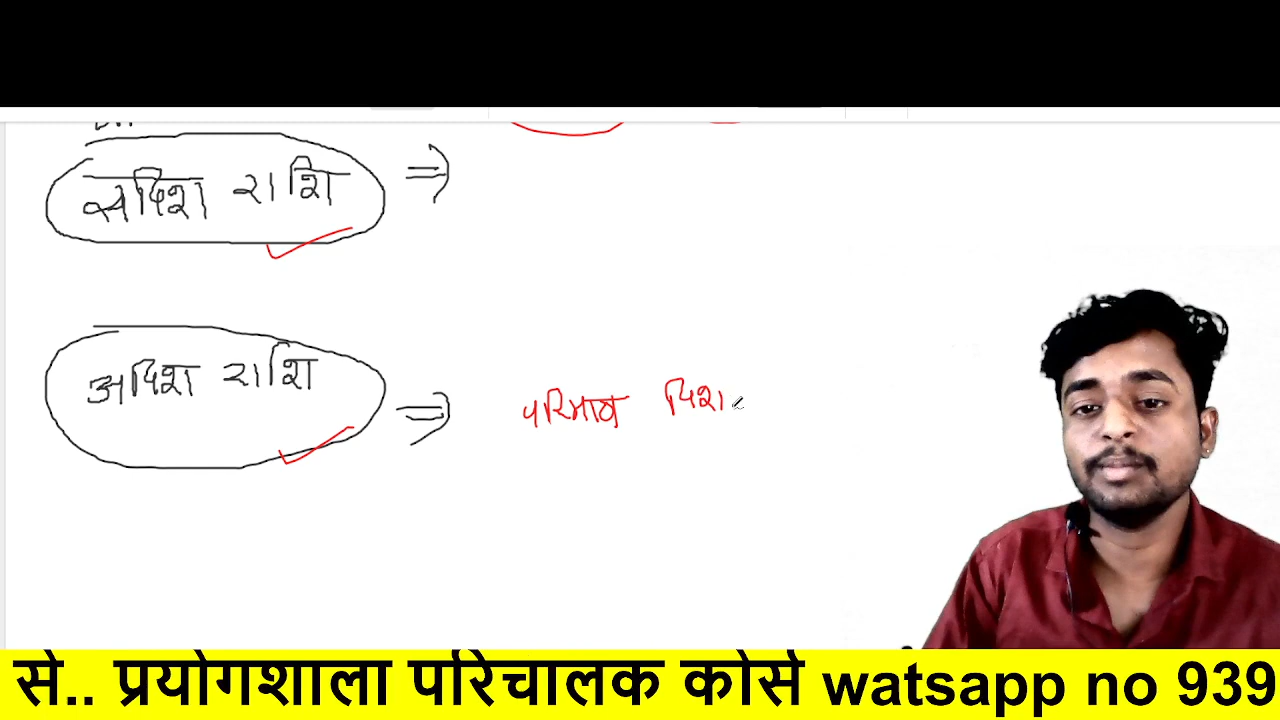 सदिश राशि ⇒
अदिश राशि ⇒ परिमाण दिशा
से.. प्रयोगशाला परिचालक कोर्स watsapp no 939